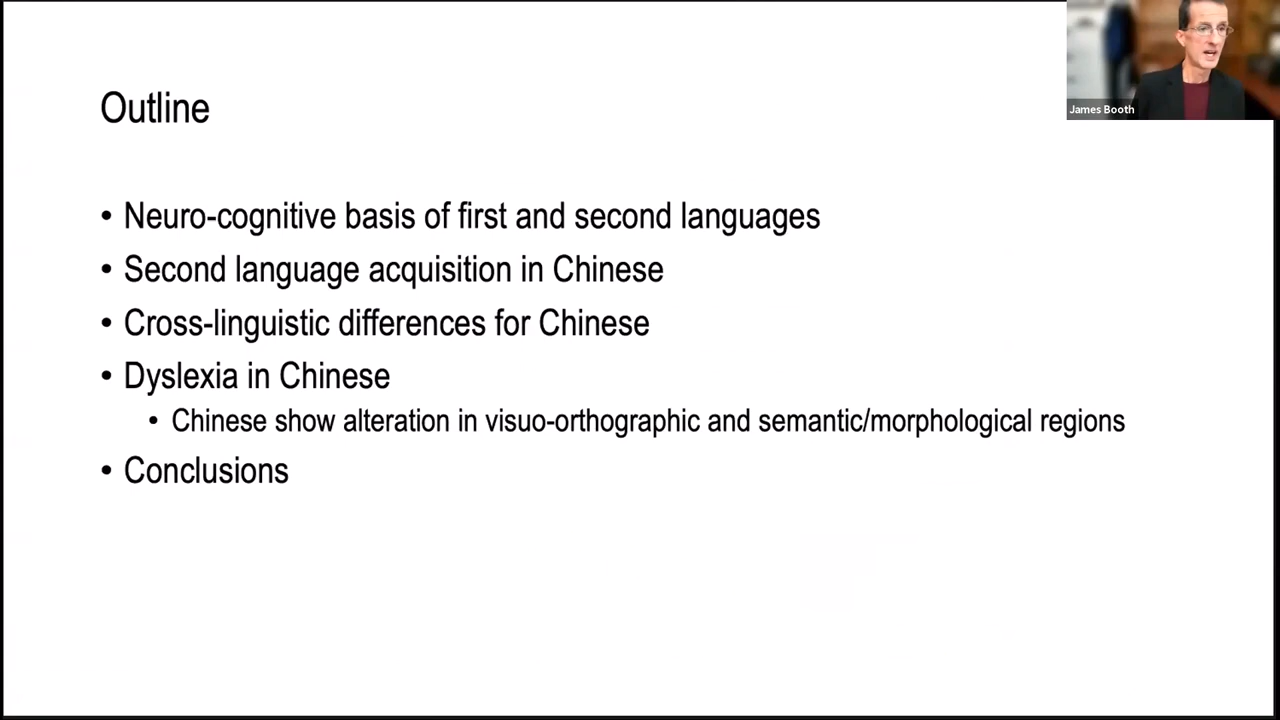 James Booth
Outline
• Neuro-cognitive basis of first and second languages
• Second language acquisition in Chinese
• Cross-linguistic differences for Chinese
• Dyslexia in Chinese
• Chinese show alteration in visuo-orthographic and semantic/morphological regions
• Conclusions